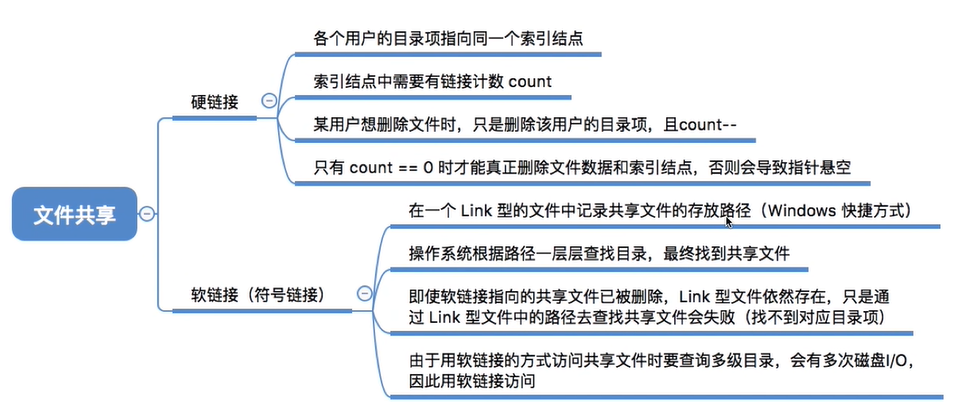 文件共享
硬链接
各个用户的目录项指向同一个索引结点
索引结点中需要有链接计数 count
某用户想删除文件时，只是删除该用户的目录项，且count--
只有 count == 0 时才能真正删除文件数据和索引结点，否则会导致指针悬空
软链接（符号链接）
在一个 Link 型的文件中记录共享文件的存放路径（Windows 快捷方式）
操作系统根据路径一层层查找目录，最终找到共享文件
即使软链接指向的共享文件已被删除，Link 型文件依然存在，只是通
过 Link 型文件中的路径去查找共享文件会失败（找不到对应目录项）
由于用软链接的方式访问共享文件时要查询多级目录，会有多次磁盘I/O，
因此用软链接访问